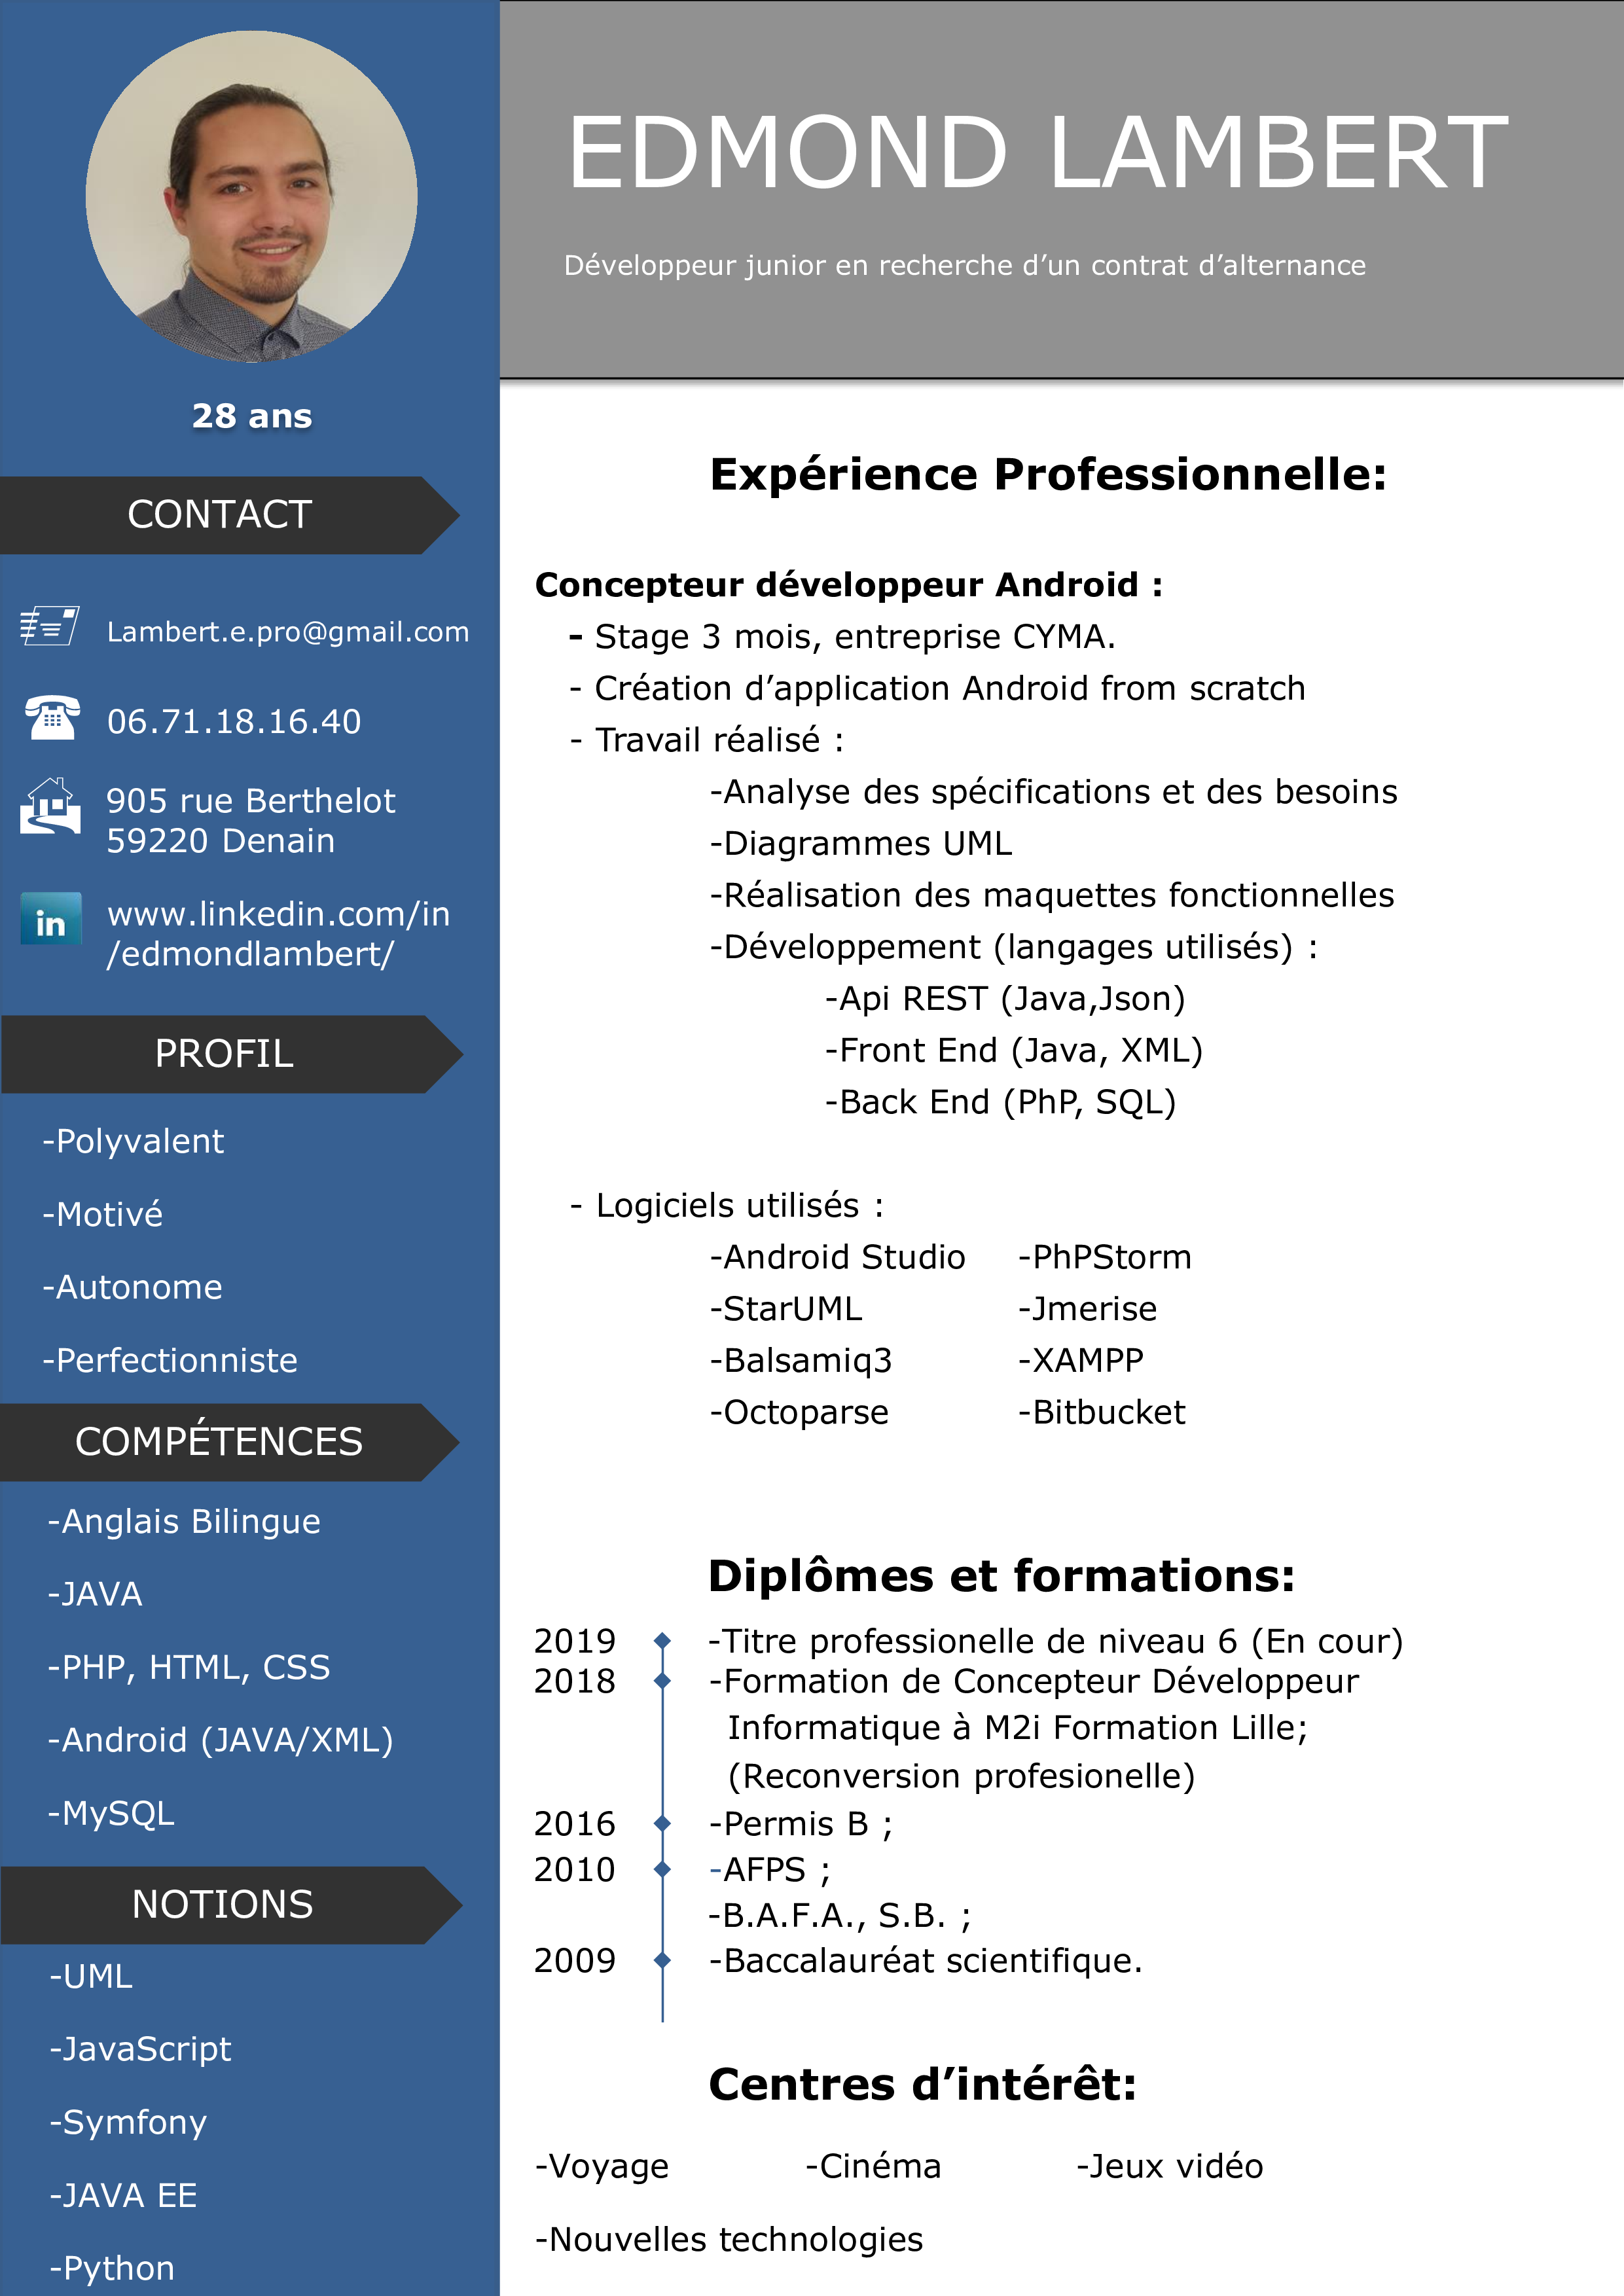 EDMOND LAMBERT
Développeur junior en recherche d’un contrat d’alternance
28 ans
CONTACT
Lambert.e.pro@gmail.com
06.71.18.16.40
905 rue Berthelot
59220 Denain
in
www.linkedin.com/in
/edmondlambert/
PROFIL
-Polyvalent
-Motivé
-Autonome
-Perfectionniste
COMPÉTENCES
-Anglais Bilingue
-JAVA
-PHP, HTML, CSS
-Android (JAVA/XML)
-MySQL
NOTIONS
-UML
-JavaScript
-Symfony
-JAVA EE
-Python
Expérience Professionnelle:
Concepteur développeur Android :
- Stage 3 mois, entreprise CYMA.
- Création d’application Android from scratch
- Travail réalisé :
-Analyse des spécifications et des besoins
-Diagrammes UML
-Réalisation des maquettes fonctionnelles
-Développement (langages utilisés) :
-Api REST (Java,Json)
-Front End (Java, XML)
-Back End (PhP, SQL)
- Logiciels utilisés :
-Android Studio -PhPStorm
-StarUML -Jmerise
-Balsamiq3 -XAMPP
-Octoparse -Bitbucket
Diplômes et formations:
2019 -Titre professionelle de niveau 6 (En cour)
2018 -Formation de Concepteur Développeur
Informatique à M2i Formation Lille;
(Reconversion profesionelle)
2016 -Permis B ;
2010 -AFPS ;
-B.A.F.A., S.B. ;
2009 -Baccalauréat scientifique.
Centres d’intérêt:
-Voyage -Cinéma -Jeux vidéo
-Nouvelles technologies